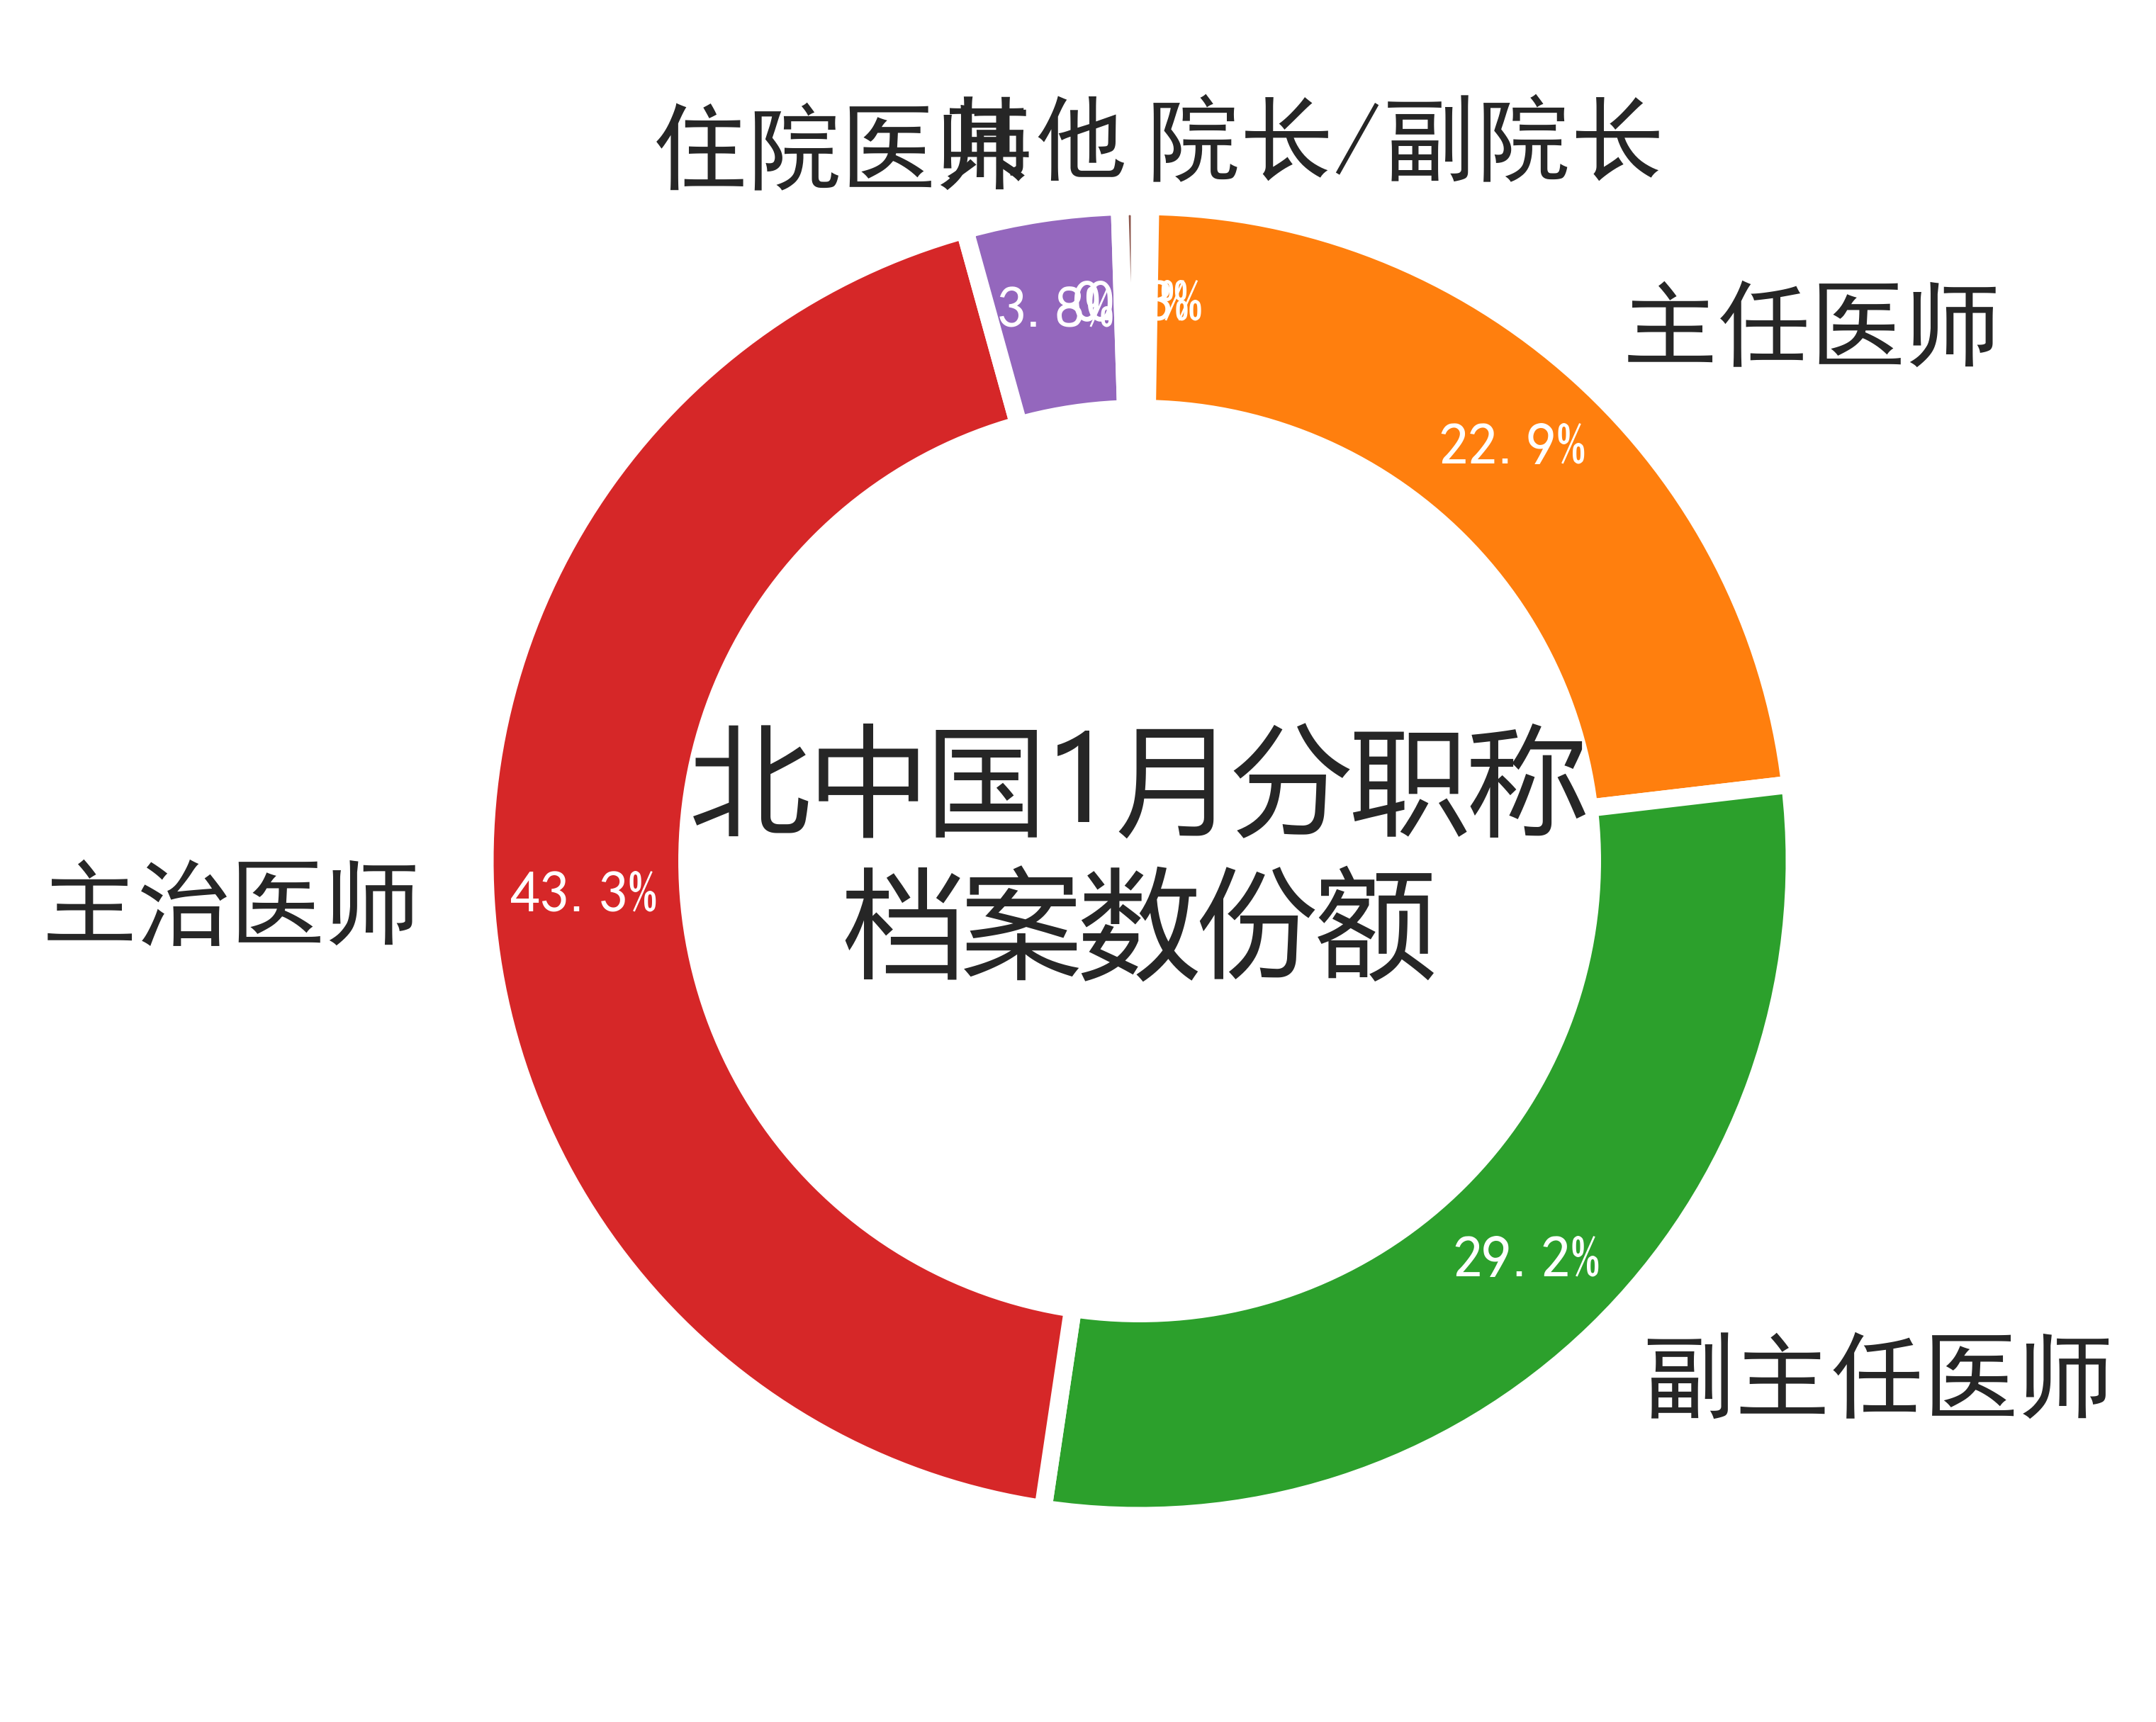 住院医师
其他
院长/副院长
主任医师
3.8%
22.9%
北中国1月分职称
档案数份额
主治医师
43.3%
29.2%
副主任医师